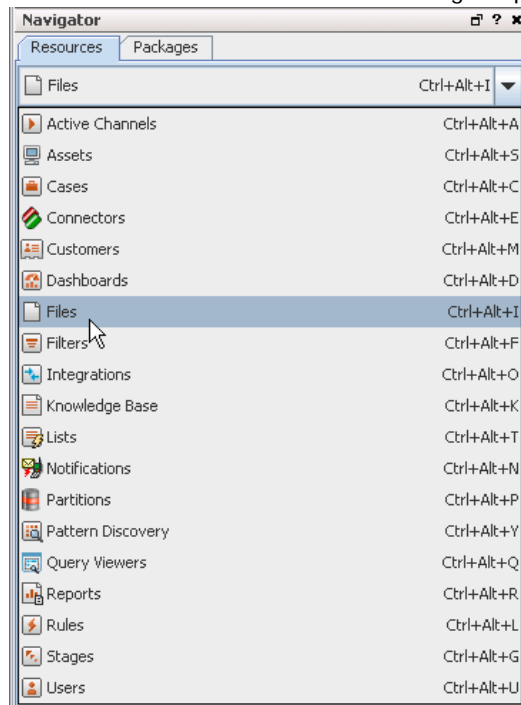 Navigator
Resources Packages
Files Ctrl+Alt+I
Active Channels Ctrl+Alt+A
Assets Ctrl+Alt+S
Cases Ctrl+Alt+C
Connectors Ctrl+Alt+E
Customers Ctrl+Alt+M
Dashboards Ctrl+Alt+D
Files Ctrl+Alt+I
Filters Ctrl+Alt+F
Integrations Ctrl+Alt+O
Knowledge Base Ctrl+Alt+K
Lists Ctrl+Alt+T
Notifications Ctrl+Alt+N
Partitions Ctrl+Alt+P
Pattern Discovery Ctrl+Alt+Y
Query Viewers Ctrl+Alt+Q
Reports Ctrl+Alt+R
Rules Ctrl+Alt+L
Stages Ctrl+Alt+G
Users Ctrl+Alt+U